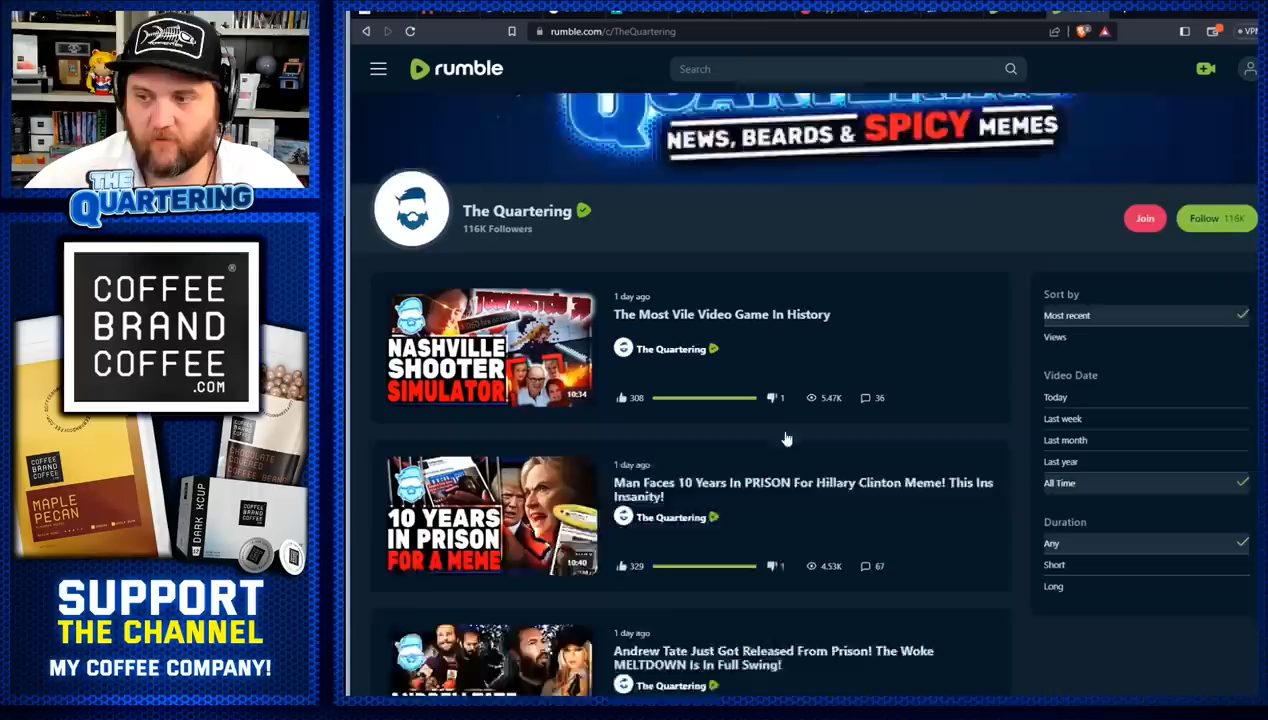 rumble.com/c/TheQuartering
VPN
rumble
Search
QUARTERING
NEWS, BEARDS & SPICY MEMES
The Quartering
116K Followers
Join
Follow 116K
THE
QUARTERING
COFFEE
BRAND
COFFEE
.COM
®
MAPLE
PECAN
CHOCOLATE
COVERED
COFFEE BEANS
DARK KCUP
SUPPORT
THE CHANNEL
MY COFFEE COMPANY!
NASHVILLE
SHOOTER
SIMULATOR
10:34
1 day ago
The Most Vile Video Game In History
The Quartering
308
1
5.47K
36
10 YEARS
IN PRISON
FOR A MEME
10:40
1 day ago
Man Faces 10 Years In PRISON For Hillary Clinton Meme! This Ins
Insanity!
The Quartering
329
1
4.53K
67
1 day ago
Andrew Tate Just Got Released From Prison! The Woke
MELTDOWN Is In Full Swing!
The Quartering
Sort by
Most recent
Views
Video Date
Today
Last week
Last month
Last year
All Time
Duration
Any
Short
Long